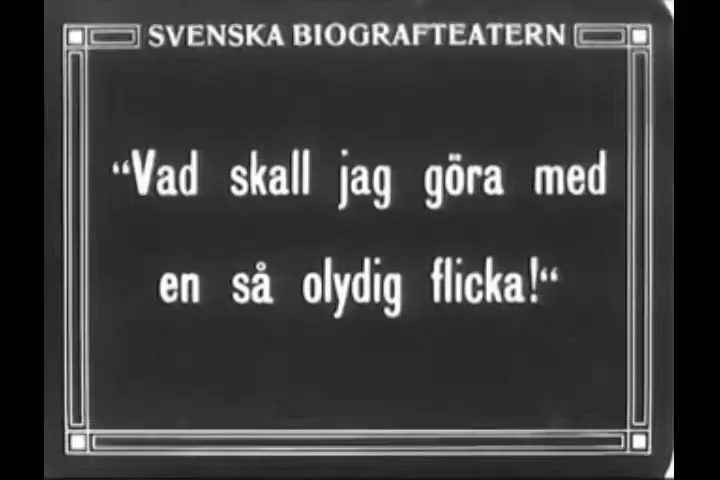 SVENSKA BIOGRAFTEATERN
“Vad skall jag göra med
en så olydig flicka!“